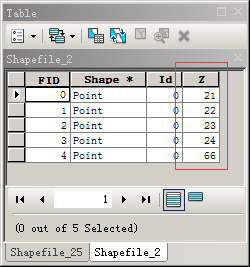 Table
Shapefile_2
FID Shape * Id Z
0 Point 0 21
1 Point 0 22
2 Point 0 23
3 Point 0 24
4 Point 0 66
1
(0 out of 5 Selected)
Shapefile_25 Shapefile_2